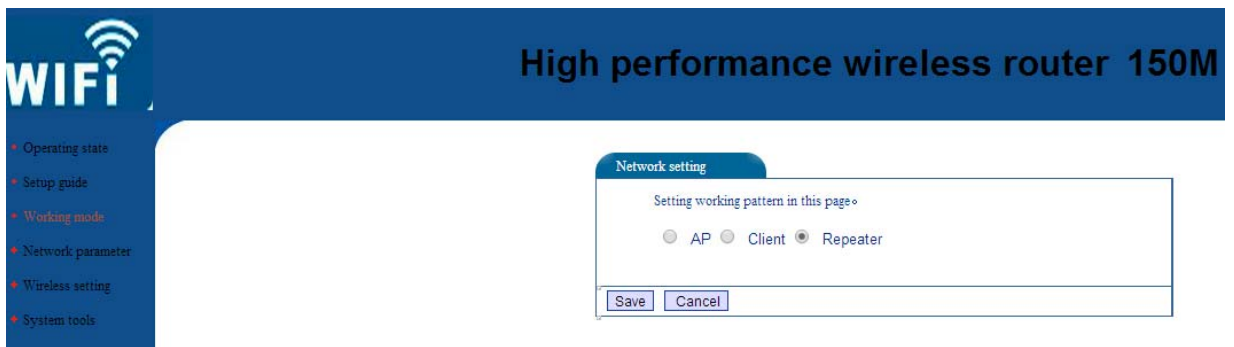 WIFi
High performance wireless router 150M
Operating state
Setup guide
Working mode
Network parameter
Wireless setting
System tools
Network setting
Setting working pattern in this page。
AP Client Repeater
Save Cancel